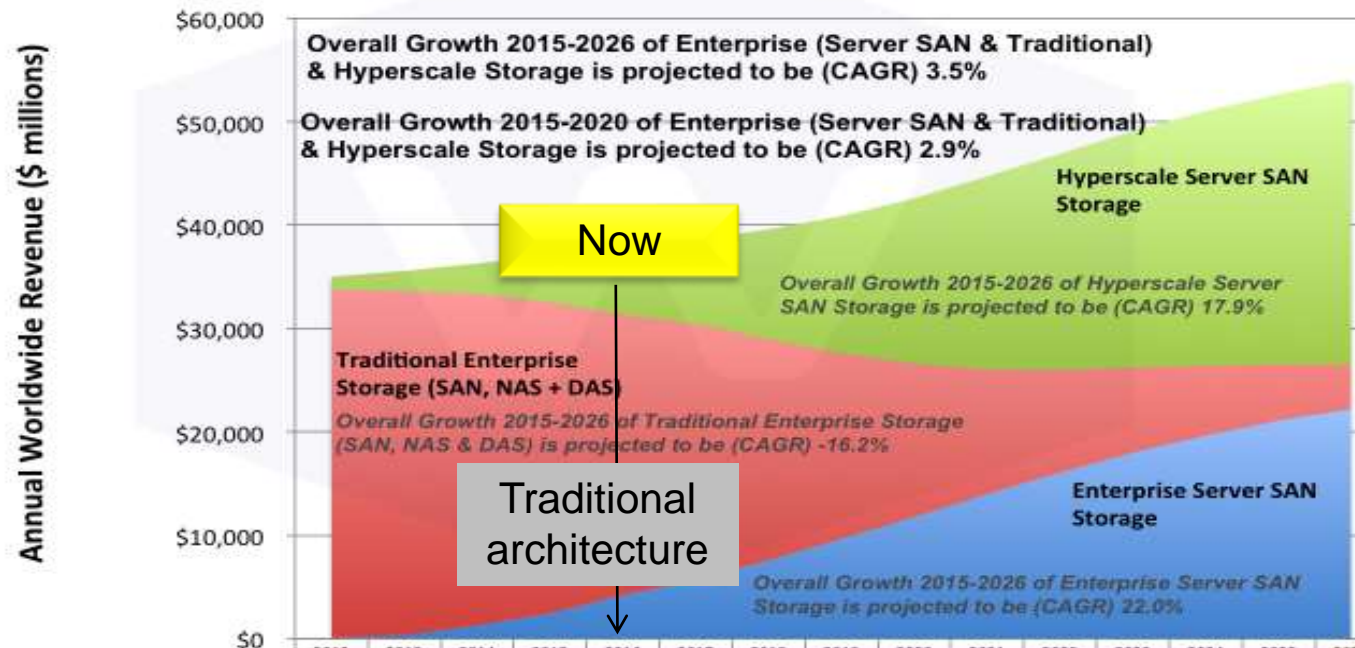 Annual Worldwide Revenue ($ millions)
$60,000
$50,000
$40,000
$30,000
$20,000
$10,000
$0
Overall Growth 2015-2026 of Enterprise (Server SAN & Traditional)
& Hyperscale Storage is projected to be (CAGR) 3.5%
Overall Growth 2015-2020 of Enterprise (Server SAN & Traditional)
& Hyperscale Storage is projected to be (CAGR) 2.9%
Hyperscale Server SAN
Storage
Now
Overall Growth 2015-2026 of Hyperscale Server
SAN Storage is projected to be (CAGR) 17.9%
Traditional Enterprise
Storage (SAN, NAS + DAS)
Overall Growth 2015-2026 of Traditional Enterprise Storage
(SAN, NAS & DAS) is projected to be (CAGR) -16.2%
Traditional
architecture
Enterprise Server SAN
Storage
Overall Growth 2015-2026 of Enterprise Server SAN
Storage is projected to be (CAGR) 22.0%